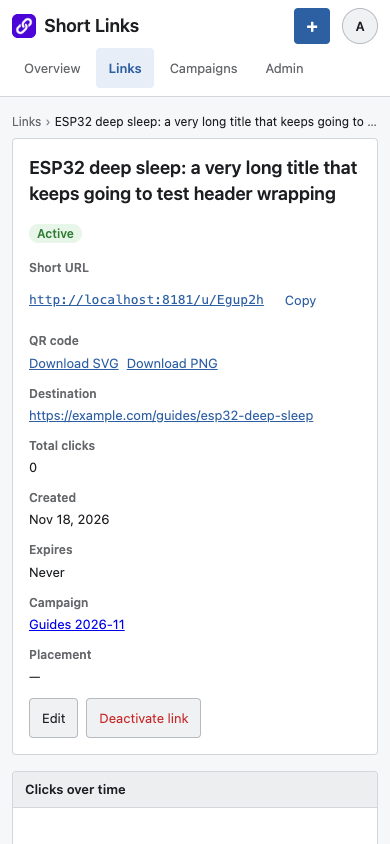 Short Links
+
A
Overview Links Campaigns Admin
Links › ESP32 deep sleep: a very long title that keeps going to ...
ESP32 deep sleep: a very long title that
keeps going to test header wrapping
Active
Short URL
http://localhost:8181/u/Egup2h Copy
QR code
Download SVG Download PNG
Destination
https://example.com/guides/esp32-deep-sleep
Total clicks
0
Created
Nov 18, 2026
Expires
Never
Campaign
Guides 2026-11
Placement
—
Edit Deactivate link
Clicks over time